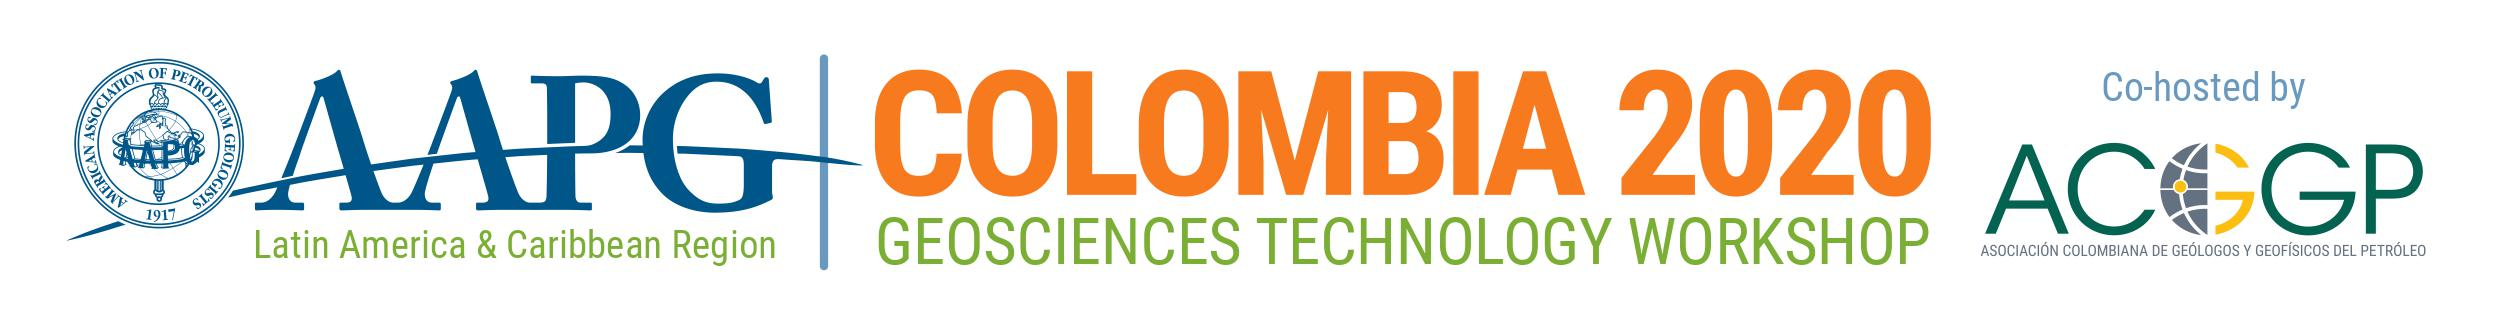 AMERICAN ASSOCIATION OF PETROLEUM GEOLOGISTS
AAPG
1917
AAPG
Latin America & Caribbean Region
COLOMBIA 2020
GEOSCIENCES TECHNOLOGY WORKSHOP
Co-hosted by
ACGGP
ASOCIACIÓN COLOMBIANA DE GEÓLOGOS Y GEOFÍSICOS DEL PETRÓLEO